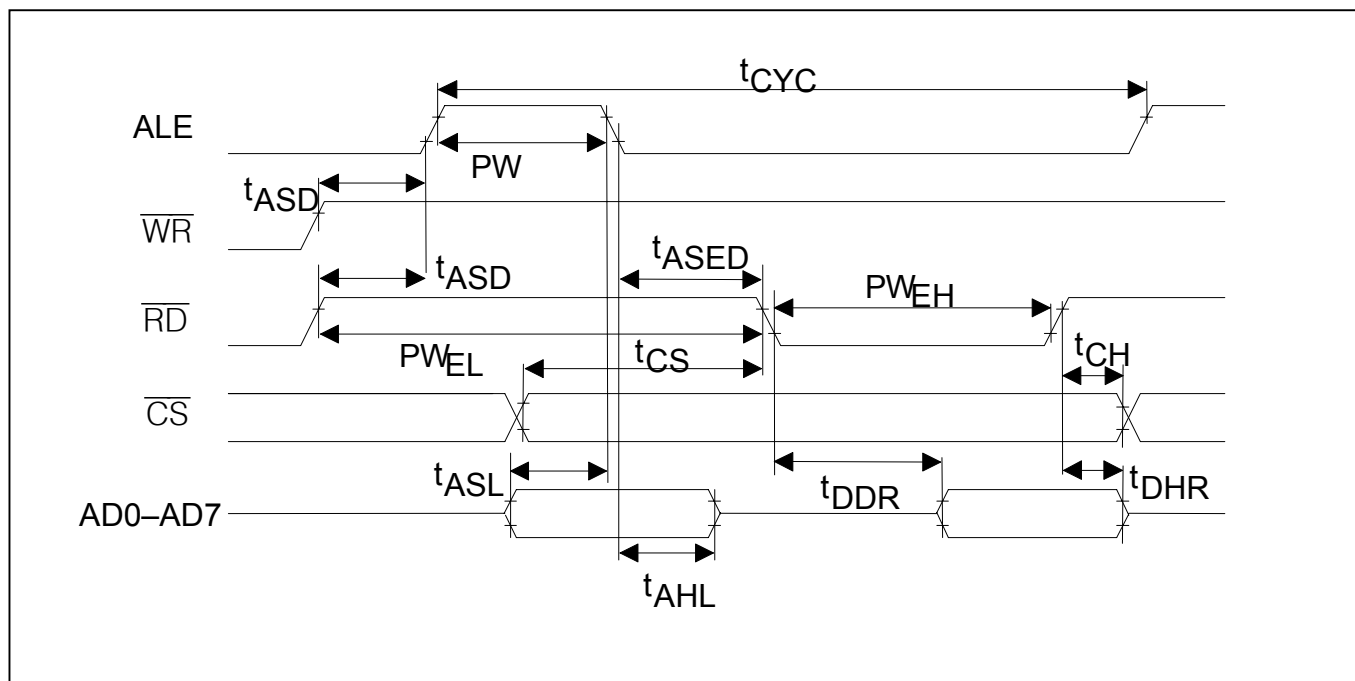 tCYC
ALE
PW
tASD
WR
tASED
tASD
PWEH
RD
PWEL
tCS
tCH
CS
tASL
tDDR
tDHR
AD0–AD7
tAHL